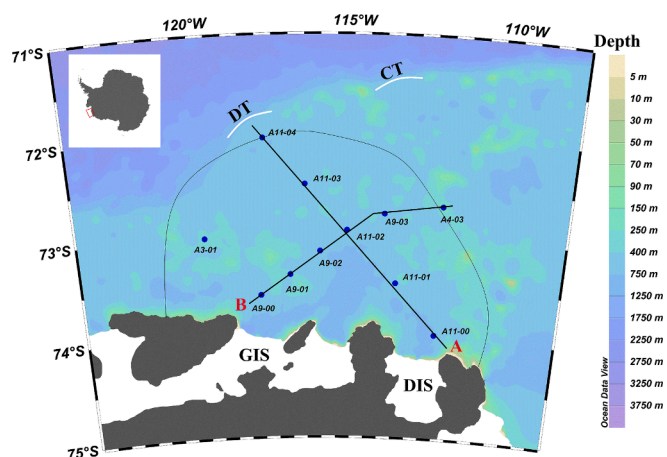 120°W
115°W
110°W
Depth
71°S
72°S
73°S
74°S
75°S
CT
DT
A11-04
A11-03
A11-02
A9-03
A4-03
A3-01
A9-02
A9-01
A9-00
A11-01
A11-00
B
A
GIS
DIS
5 m
10 m
30 m
50 m
70 m
90 m
150 m
250 m
400 m
750 m
1250 m
1500 m
1750 m
2250 m
2750 m
3250 m
3750 m
Ocean Data View